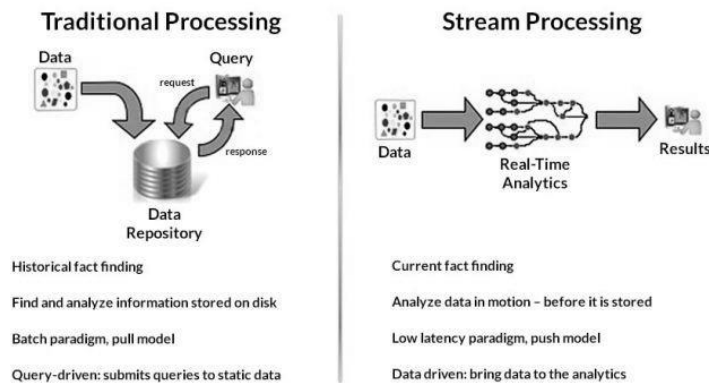 Traditional Processing
Data
Query
request
response
Data
Repository
Historical fact finding
Find and analyze information stored on disk
Batch paradigm, pull model
Query-driven: submits queries to static data
Stream Processing
Data
Real-Time
Analytics
Results
Current fact finding
Analyze data in motion – before it is stored
Low latency paradigm, push model
Data driven: bring data to the analytics